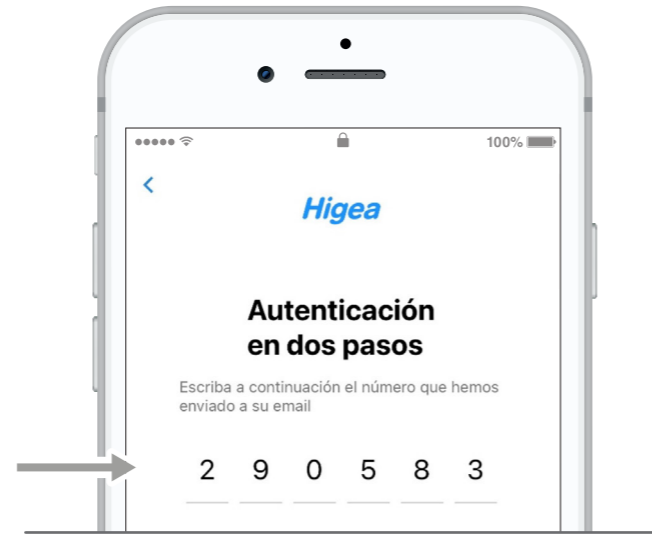 100%
Higea
Autenticación
en dos pasos
Escriba a continuación el número que hemos
enviado a su email
2 9 0 5 8 3